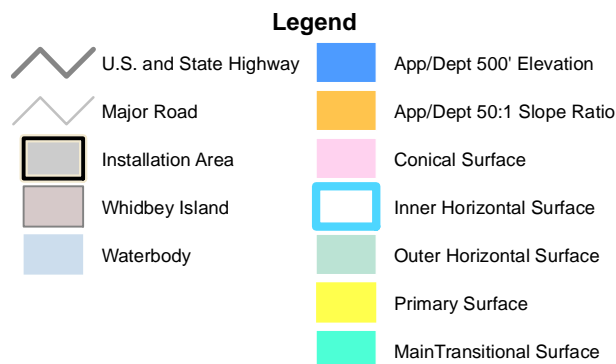 Legend
U.S. and State Highway
Major Road
Installation Area
Whidbey Island
Waterbody
App/Dept 500' Elevation
App/Dept 50:1 Slope Ratio
Conical Surface
Inner Horizontal Surface
Outer Horizontal Surface
Primary Surface
MainTransitional Surface